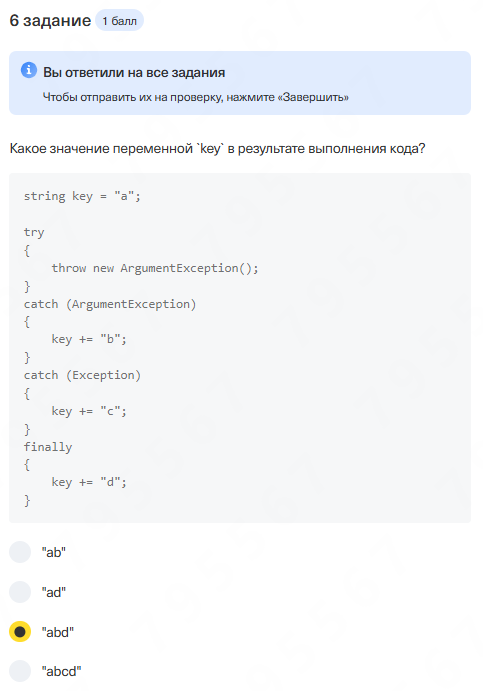 6 задание 1 балл
Вы ответили на все задания
Чтобы отправить их на проверку, нажмите «Завершить»
Какое значение переменной `key` в результате выполнения кода?
string key = "a";
try
{
    throw new ArgumentException();
}
catch (ArgumentException)
{
    key += "b";
}
catch (Exception)
{
    key += "c";
}
finally
{
    key += "d";
}
"ab"
"ad"
"abd"
"abcd"